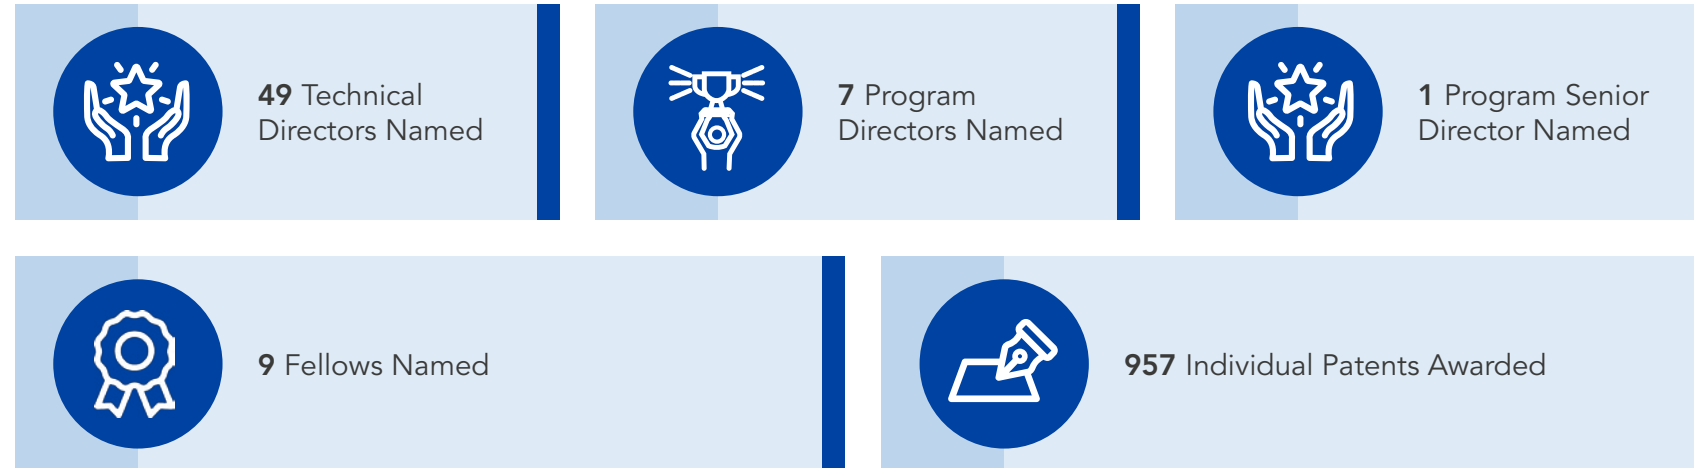 49 Technical
Directors Named
7 Program
Directors Named
1 Program Senior
Director Named
9 Fellows Named
957 Individual Patents Awarded